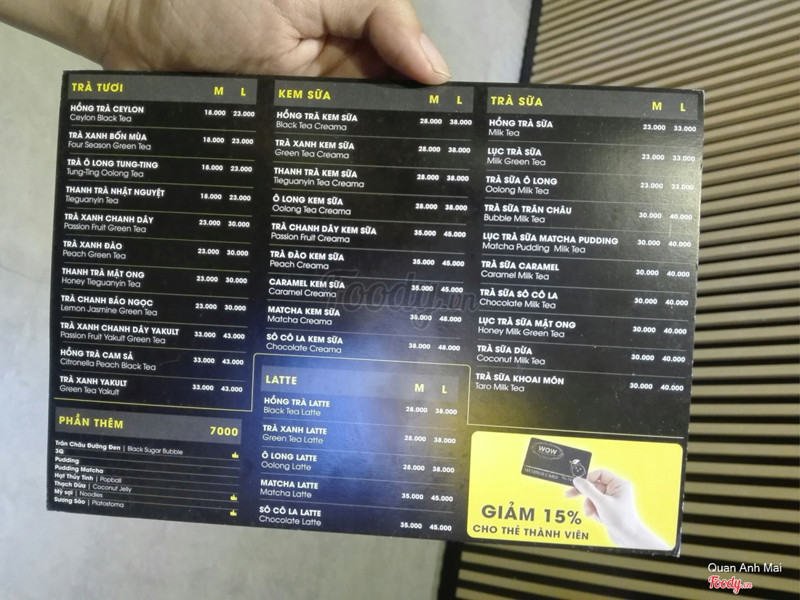 TRÀ TƯƠI M L
HỒNG TRÀ CEYLON 18.000 23.000
Ceylon Black Tea
TRÀ XANH BỐN MÙA 18.000 23.000
Four Season Green Tea
TRÀ Ô LONG TUNG-TING 18.000 23.000
Tung-Ting Oolong Tea
THANH TRÀ NHẬT NGUYỆT 18.000 23.000
Tieguanyin Tea
TRÀ XANH CHANH DÂY 23.000 30.000
Passion Fruit Green Tea
TRÀ XANH ĐÀO 23.000 30.000
Peach Green Tea
THANH TRÀ MẬT ONG 23.000 30.000
Honey Tieguanyin Tea
TRÀ CHANH BẢO NGỌC 23.000 30.000
Lemon Jasmine Green Tea
TRÀ XANH CHANH DÂY YAKULT 33.000 43.000
Passion Fruit Yakult Green Tea
HỒNG TRÀ CAM SẢ 33.000 43.000
Citronella Peach Black Tea
TRÀ XANH YAKULT 33.000 43.000
Green Tea Yakult
PHẦN THÊM 7000
Trân Châu Đường Đen | Black Sugar Bubble
3Q
Pudding
Pudding Matcha
Hạt Thủy Tinh | Popball
Thạch Dừa | Coconut Jelly
Mỳ sợi | Noodles
Sương Sáo | Platostoma
KEM SỮA M L
HỒNG TRÀ KEM SỮA 28.000 38.000
Black Tea Creama
TRÀ XANH KEM SỮA 28.000 38.000
Green Tea Creama
THANH TRÀ KEM SỮA 28.000 38.000
Tieguanyin Tea Creama
Ô LONG KEM SỮA 28.000 38.000
Oolong Tea Creama
TRÀ CHANH DÂY KEM SỮA 35.000 45.000
Passion Fruit Creama
TRÀ ĐÀO KEM SỮA 35.000 45.000
Peach Creama
CARAMEL KEM SỮA 35.000 45.000
Caramel Creama
MATCHA KEM SỮA 38.000 48.000
Matcha Creama
SÔ CÔ LA KEM SỮA 38.000 48.000
Chocolate Creama
LATTE M L
HỒNG TRÀ LATTE 28.000 38.000
Black Tea Latte
TRÀ XANH LATTE 28.000 38.000
Green Tea Latte
Ô LONG LATTE 28.000 38.000
Oolong Latte
MATCHA LATTE 35.000 45.000
Matcha Latte
SÔ CÔ LA LATTE 35.000 45.000
Chocolate Latte
TRÀ SỮA M L
HỒNG TRÀ SỮA 23.000 33.000
Milk Tea
LỤC TRÀ SỮA 23.000 33.000
Milk Green Tea
TRÀ SỮA Ô LONG 23.000 33.000
Oolong Milk Tea
TRÀ SỮA TRÂN CHÂU 30.000 40.000
Bubble Milk Tea
LỤC TRÀ SỮA MATCHA PUDDING 30.000 40.000
Matcha Pudding Milk Tea
TRÀ SỮA CARAMEL 30.000 40.000
Caramel Milk Tea
TRÀ SỮA SÔ CÔ LA 30.000 40.000
Chocolate Milk Tea
LỤC TRÀ SỮA MẬT ONG 30.000 40.000
Honey Milk Green Tea
TRÀ SỮA DỪA 30.000 40.000
Coconut Milk Tea
TRÀ SỮA KHOAI MÔN 30.000 40.000
Taro Milk Tea
WOW
GIẢM 15%
CHO THẺ THÀNH VIÊN
Foody.vn
Quan Anh Mai
Foody.vn